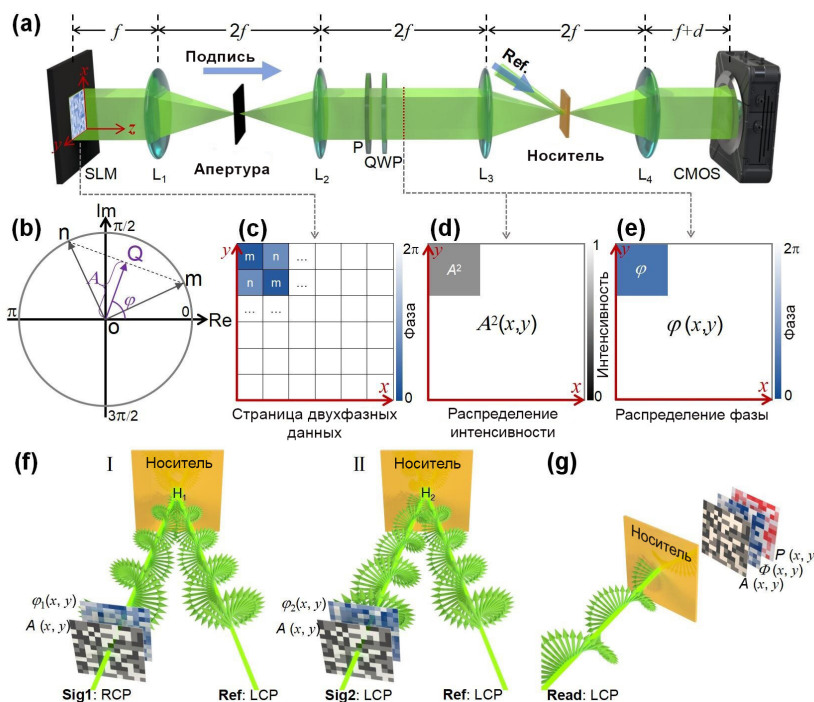 (a)
f
2f
2f
2f
f+d
Подпись
Ref.
x
y
z
P
QWP
Носитель
SLM
L1
Апертура
L2
L3
L4
CMOS
(b)
Im
π/2
n
Q
m
A
φ
π
0
O
Re
3π/2
(c)
y
2π
m n ...
n m ...
... ...
Фаза
0
x
Страница двухфазных
данных
(d)
y
1
A²
A²(x,y)
Интенсивность
0
x
Распределение
интенсивности
(e)
y
2π
φ
φ (x,y)
Фаза
0
x
Распределение фазы
(f)
I
Носитель
H1
φ1(x, y)
A (x, y)
Sig1: RCP
Ref: LCP
II
Носитель
H2
φ2(x, y)
A (x, y)
Sig2: LCP
Ref: LCP
(g)
Носитель
P (x, y)
Φ(x, y)
A (x, y)
Read: LCP